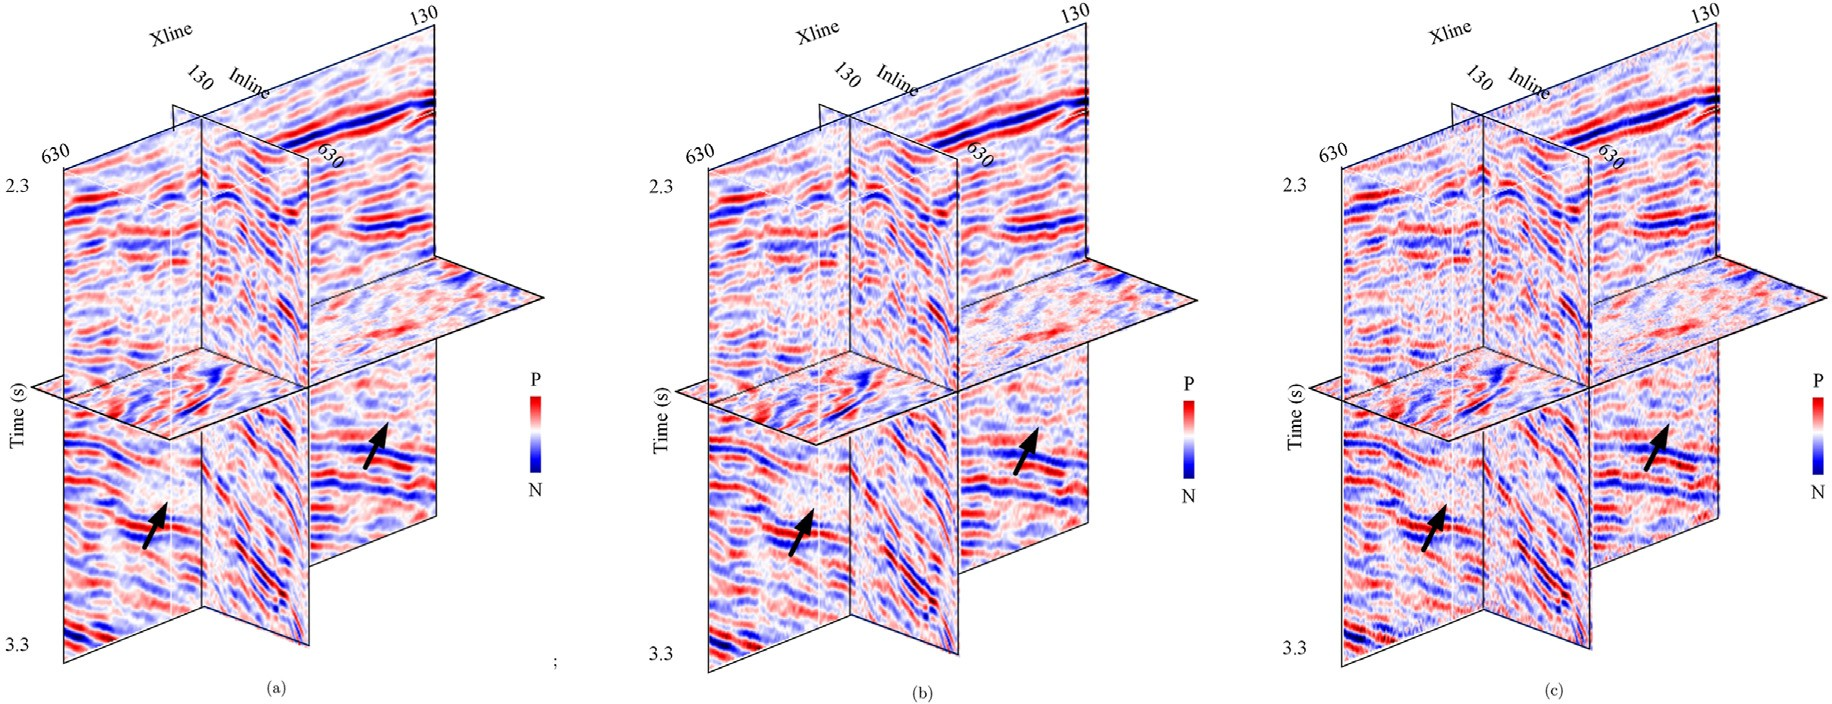 130
Xline
130
Inline
630
630
2.3
Time (s)
P
N
3.3
;
(a)
130
Xline
130
Inline
630
630
2.3
Time (s)
P
N
3.3
(b)
130
Xline
130
Inline
630
630
2.3
Time (s)
P
N
3.3
(c)